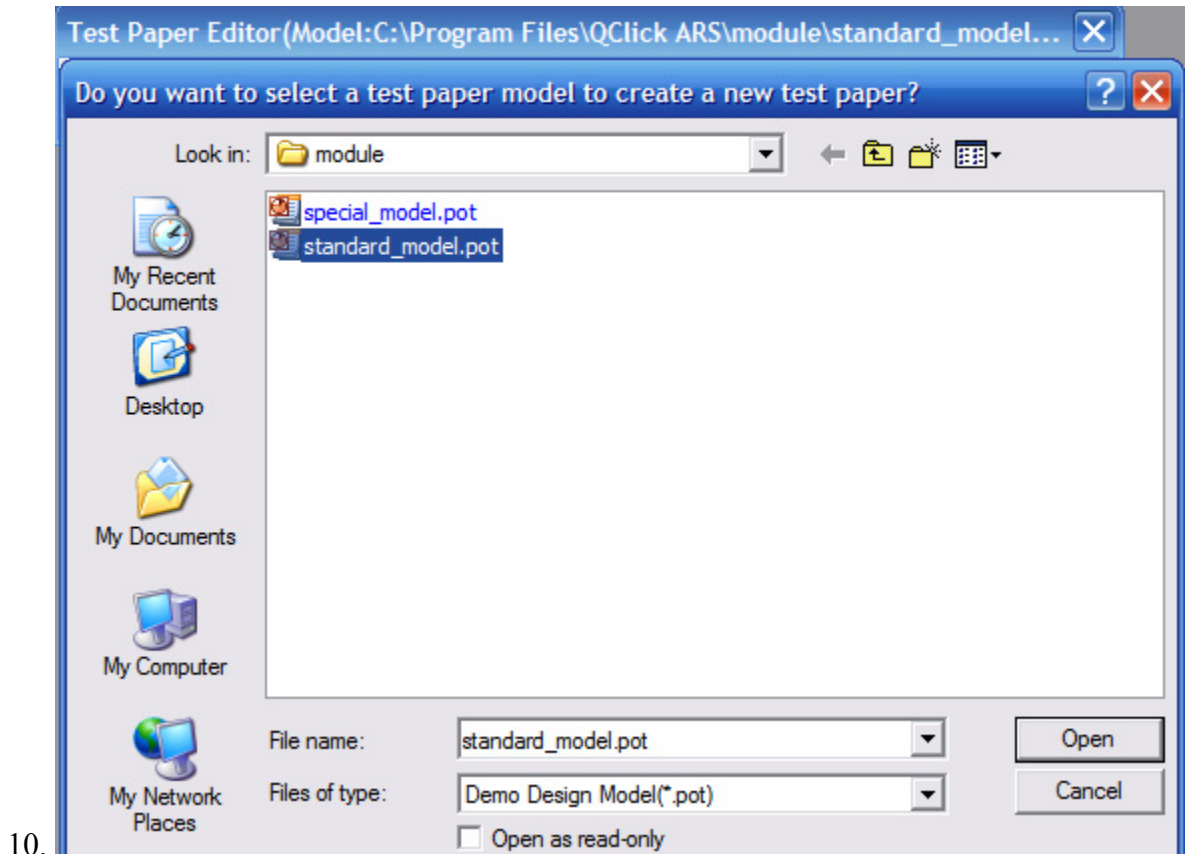 Test Paper Editor(Model:C:\Program Files\QClick ARS\module\standard_model...
Do you want to select a test paper model to create a new test paper?
Look in:
module
special_model.pot
standard_model.pot
My Recent
Documents
Desktop
My Documents
My Computer
My Network
Places
File name:
standard_model.pot
Open
Files of type:
Demo Design Model(*.pot)
Cancel
Open as read-only
10.